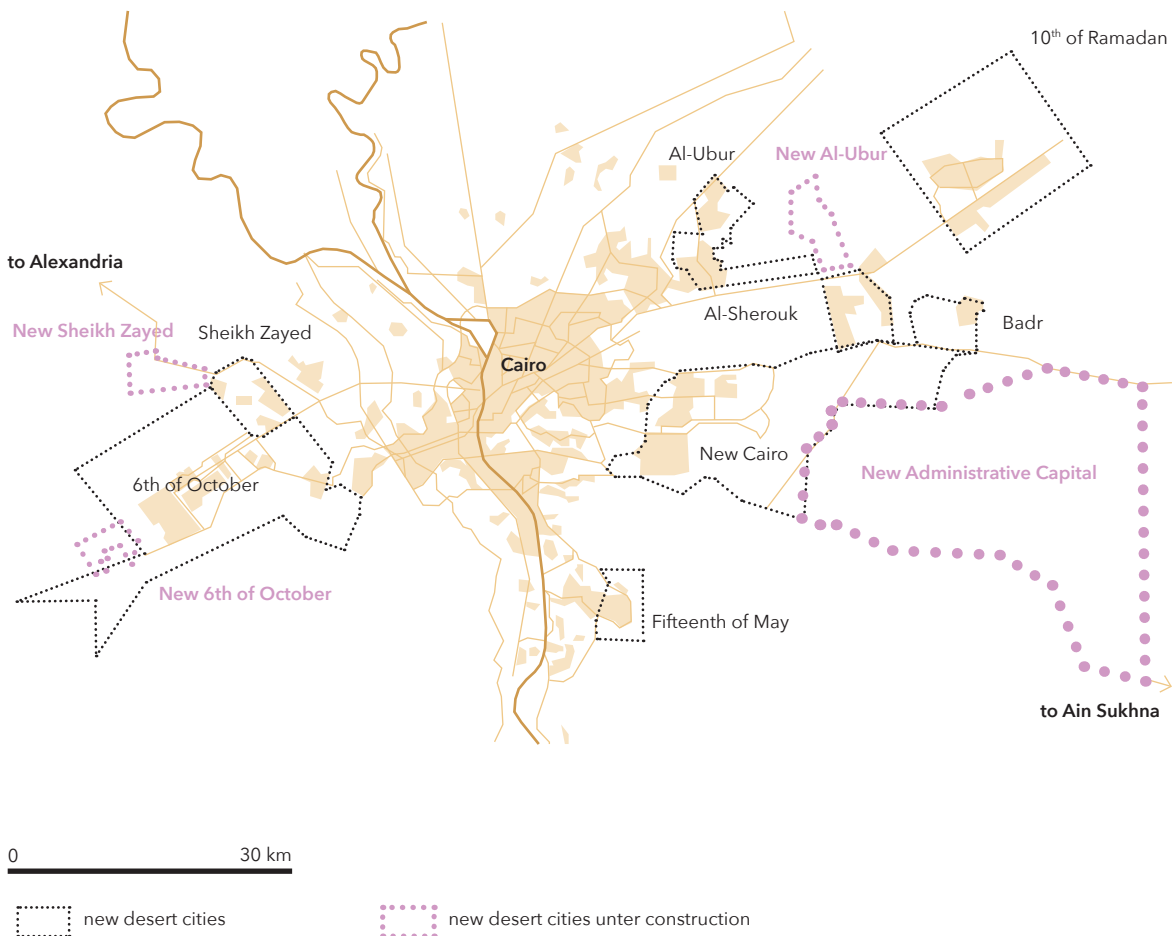 10th of Ramadan
Al-Ubur
New Al-Ubur
to Alexandria
New Sheikh Zayed
Sheikh Zayed
Al-Sherouk
Badr
Cairo
New Cairo
New Administrative Capital
6th of October
New 6th of October
Fifteenth of May
to Ain Sukhna
0 30 km
new desert cities
new desert cities unter construction